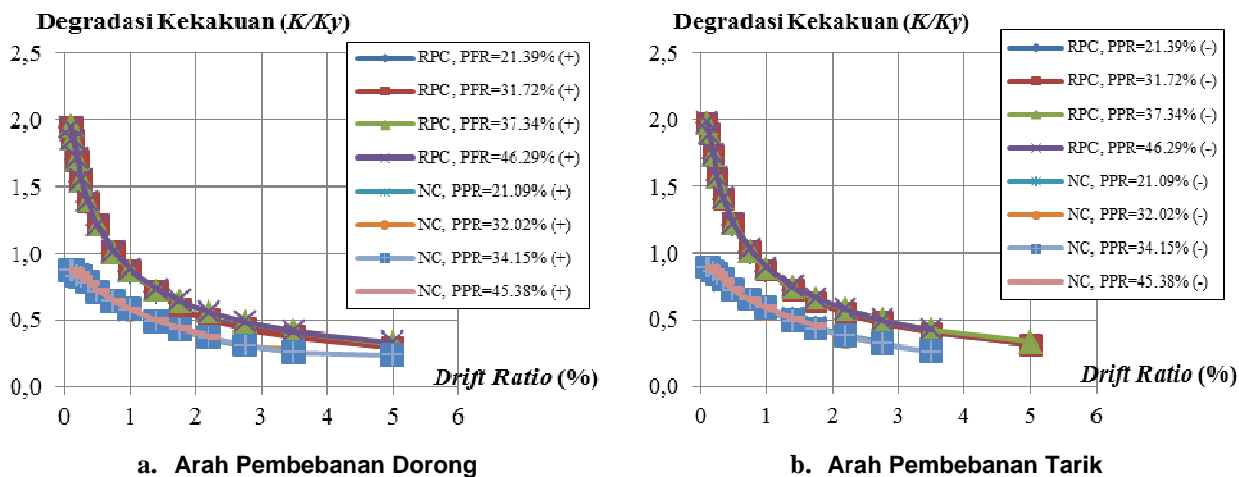 Degradasi Kekakuan (K/Ky)
2,5
2,0
1,5
1,0
0,5
0,0
0 1 2 3 4 5 6
RPC, PPR=21.39% (+)
RPC, PPR=31.72% (+)
RPC, PPR=37.34% (+)
RPC, PPR=46.29% (+)
NC, PPR=21.09% (+)
NC, PPR=32.02% (+)
NC, PPR=34.15% (+)
NC, PPR=45.38% (+)
Drift Ratio (%)
a. Arah Pembebanan Dorong
Degradasi Kekakuan (K/Ky)
2,5
2,0
1,5
1,0
0,5
0,0
0 1 2 3 4 5 6
RPC, PPR=21.39% (-)
RPC, PPR=31.72% (-)
RPC, PPR=37.34% (-)
RPC, PPR=46.29% (-)
NC, PPR=21.09% (-)
NC, PPR=32.02% (-)
NC, PPR=34.15% (-)
NC, PPR=45.38% (-)
Drift Ratio (%)
b. Arah Pembebanan Tarik